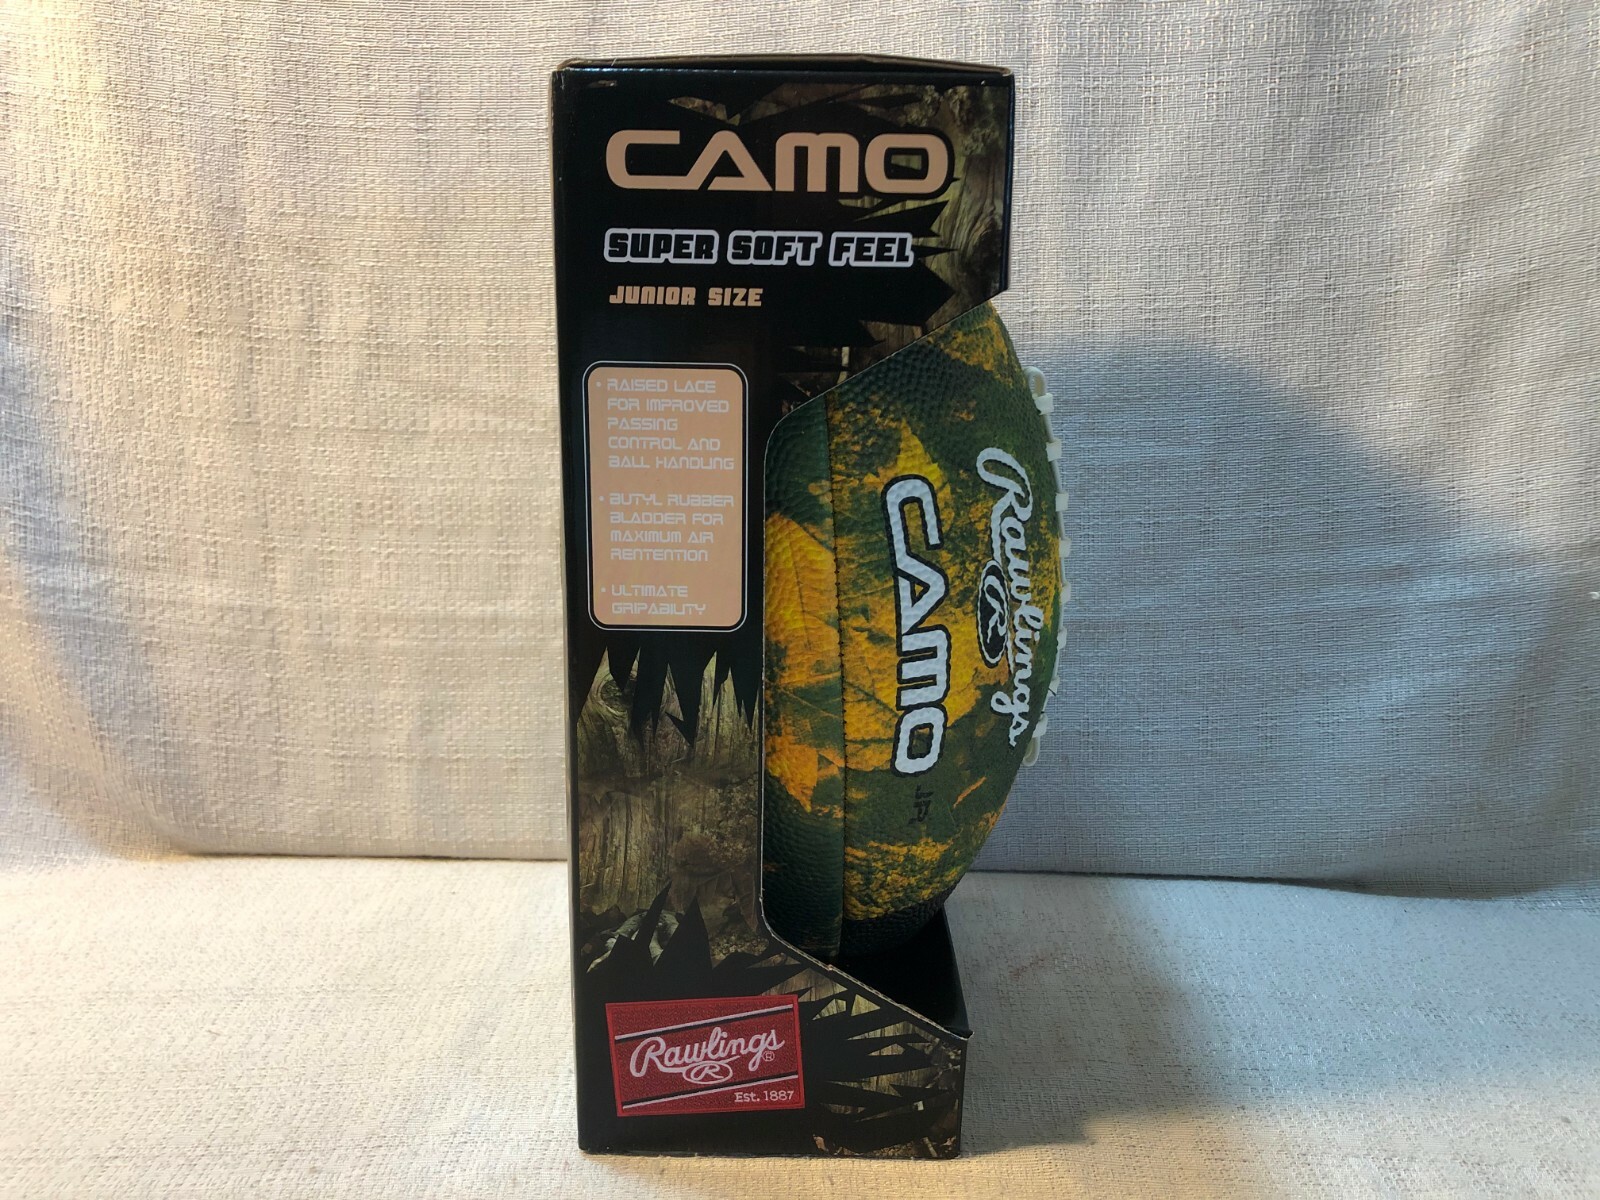 CAMO
SUPER SOFT FEEL
JUNIOR SIZE
• RAISED LACE
FOR IMPROVED
PASSING
CONTROL AND
BALL HANDLING
• BUTYL RUBBER
BLADDER FOR
MAXIMUM AIR
RENTENTION
• ULTIMATE
GRIPABILITY
Rawlings
R
CAMO
JR
Rawlings®
R
Est. 1887